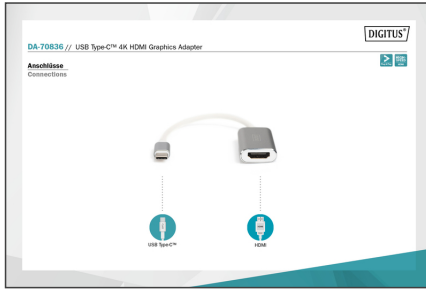 DIGITUS®
DA-70836 // USB Type-C™ 4K HDMI Graphics Adapter
Anschlüsse
Connections
USB Type-C™
HDMI